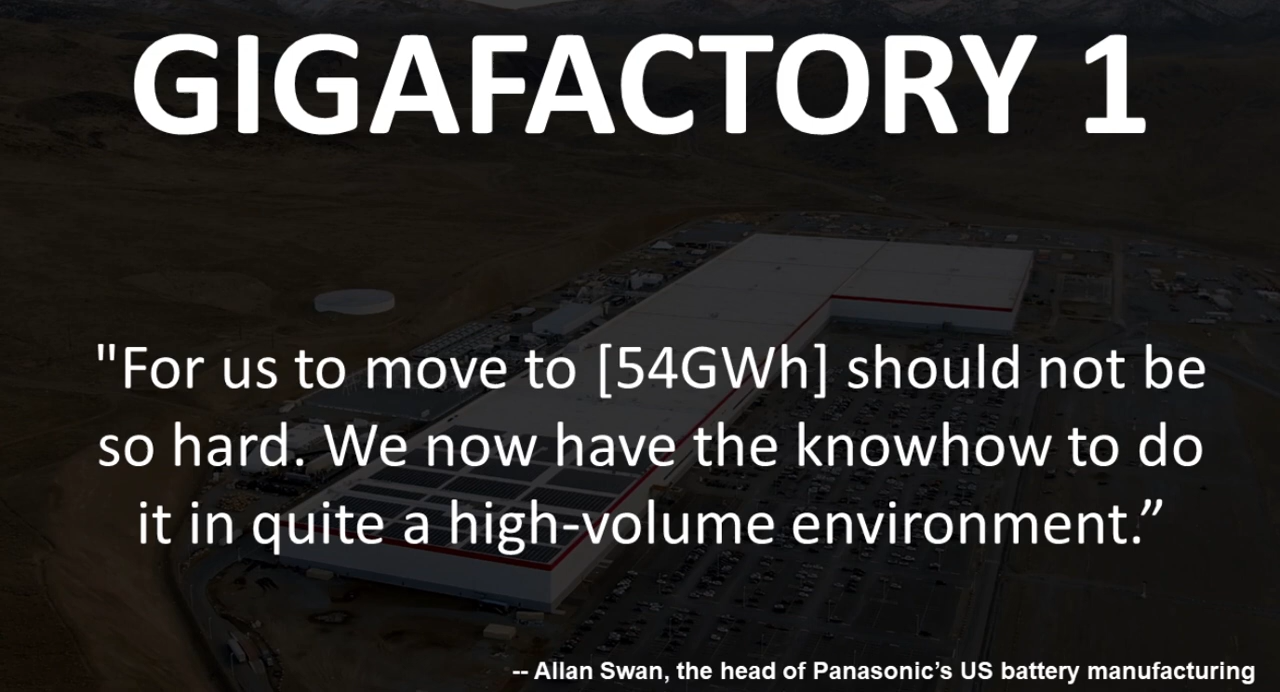 GIGAFACTORY 1
"For us to move to [54GWh] should not be
so hard. We now have the knowhow to do
it in quite a high-volume environment.”
-- Allan Swan, the head of Panasonic’s US battery manufacturing